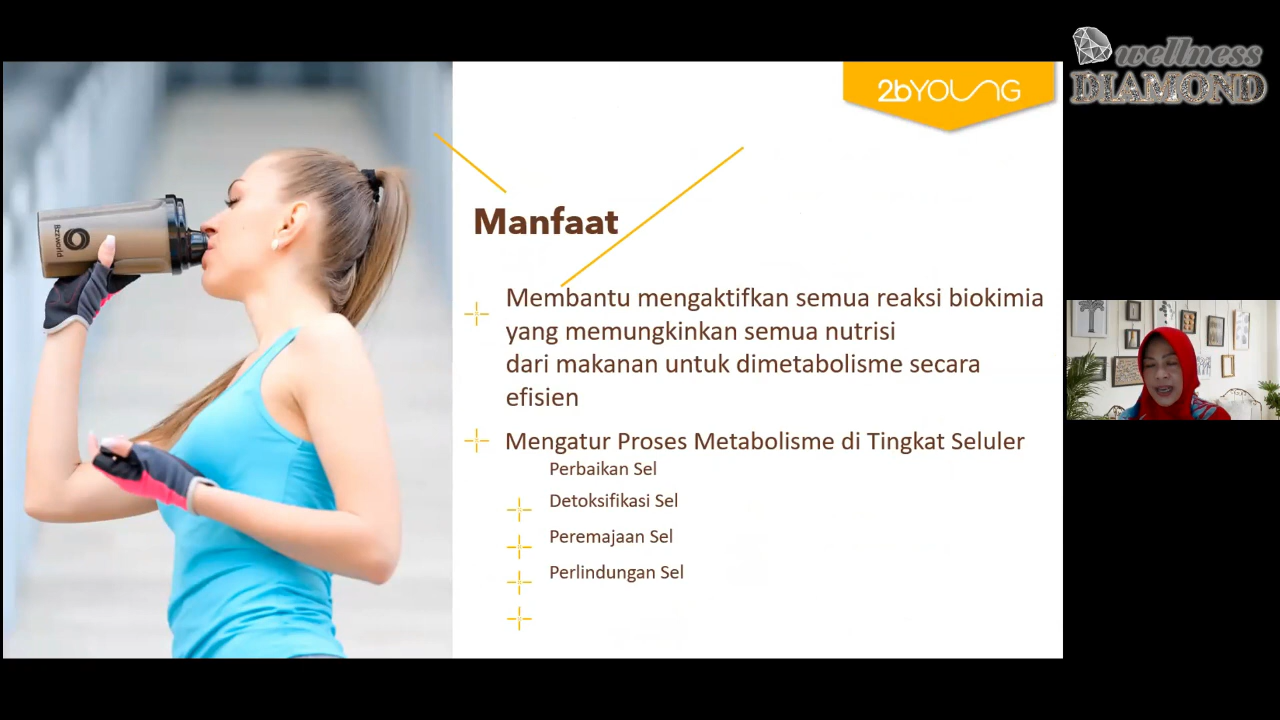 wellness
DIAMOND
2bYOUNG
Bzzworld
Manfaat
Membantu mengaktifkan semua reaksi biokimia
yang memungkinkan semua nutrisi
dari makanan untuk dimetabolisme secara
efisien
Mengatur Proses Metabolisme di Tingkat Seluler
Perbaikan Sel
Detoksifikasi Sel
Peremajaan Sel
Perlindungan Sel